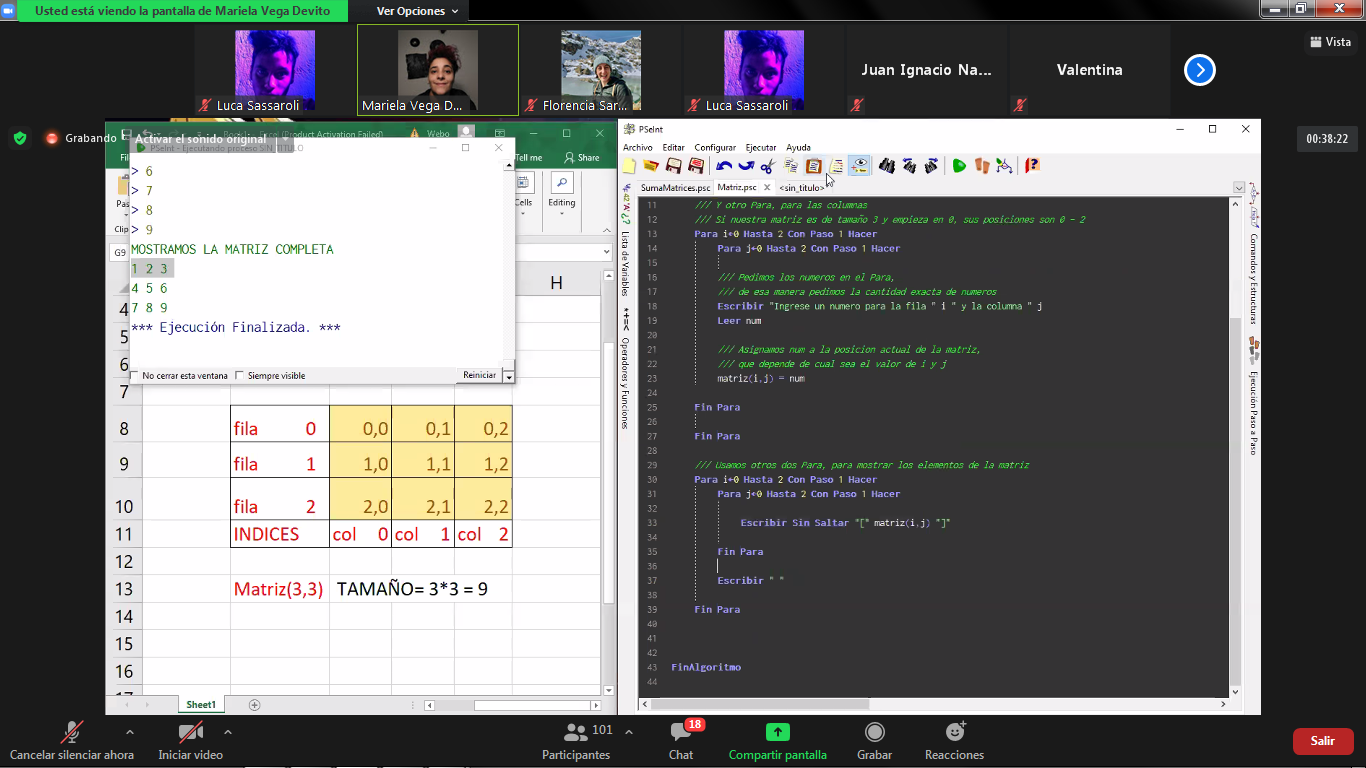 Usted está viendo la pantalla de Mariela Vega Devito
Ver Opciones
Vista
Luca Sassaroli
Mariela Vega D...
Florencia Sar...
Luca Sassaroli
Juan Ignacio Na...
Valentina
Grabando
Activar el sonido original
00:38:22
(Product Activation Failed)
PSeInt - Ejecutando proceso SIN_TITULO
> 6
> 7
> 8
> 9
MOSTRAMOS LA MATRIZ COMPLETA
1 2 3
4 5 6
7 8 9
*** Ejecución Finalizada. ***
No cerrar esta ventana
Siempre visible
Reiniciar
Tell me
Share
Cells
Editing
G9
H
4
5
6
7
8 fila 0 0,0 0,1 0,2
9 fila 1 1,0 1,1 1,2
10 fila 2 2,0 2,1 2,2
11 INDICES col 0 col 1 col 2
12
13 Matriz(3,3) TAMAÑO= 3*3 = 9
14
15
16
17
Sheet1
PSeInt
Archivo Editar Configurar Ejecutar Ayuda
SumaMatrices.psc Matriz.psc <sin_titulo>
Lista de Variables
Operadores y Funciones
Comandos y Estructuras
Ejecución Paso a Paso
11 /// Y otro Para, para las columnas
12 /// Si nuestra matriz es de tamaño 3 y empieza en 0, sus posiciones son 0 - 2
13 Para i←0 Hasta 2 Con Paso 1 Hacer
14 Para j←0 Hasta 2 Con Paso 1 Hacer
15
16 /// Pedimos los numeros en el Para,
17 /// de esa manera pedimos la cantidad exacta de numeros
18 Escribir "Ingrese un numero para la fila " i " y la columna " j
19 Leer num
20
21 /// Asignamos num a la posicion actual de la matriz,
22 /// que depende de cual sea el valor de i y j
23 matriz(i,j) = num
24
25 Fin Para
26
27 Fin Para
28
29 /// Usamos otros dos Para, para mostrar los elementos de la matriz
30 Para i←0 Hasta 2 Con Paso 1 Hacer
31 Para j←0 Hasta 2 Con Paso 1 Hacer
32
33 Escribir Sin Saltar "[" matriz(i,j) "]"
34
35 Fin Para
36
37 Escribir " "
38
39 Fin Para
40
41
42
43 FinAlgoritmo
44
Cancelar silenciar ahora
Iniciar video
Participantes
101
Chat
18
Compartir pantalla
Grabar
Reacciones
Salir